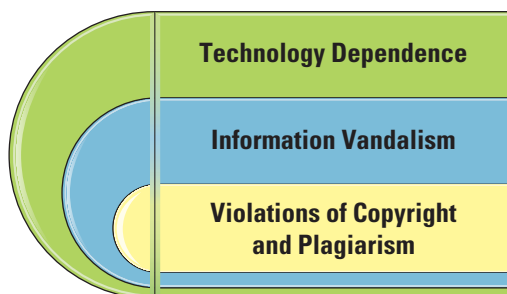 Technology Dependence
Information Vandalism
Violations of Copyright
and Plagiarism